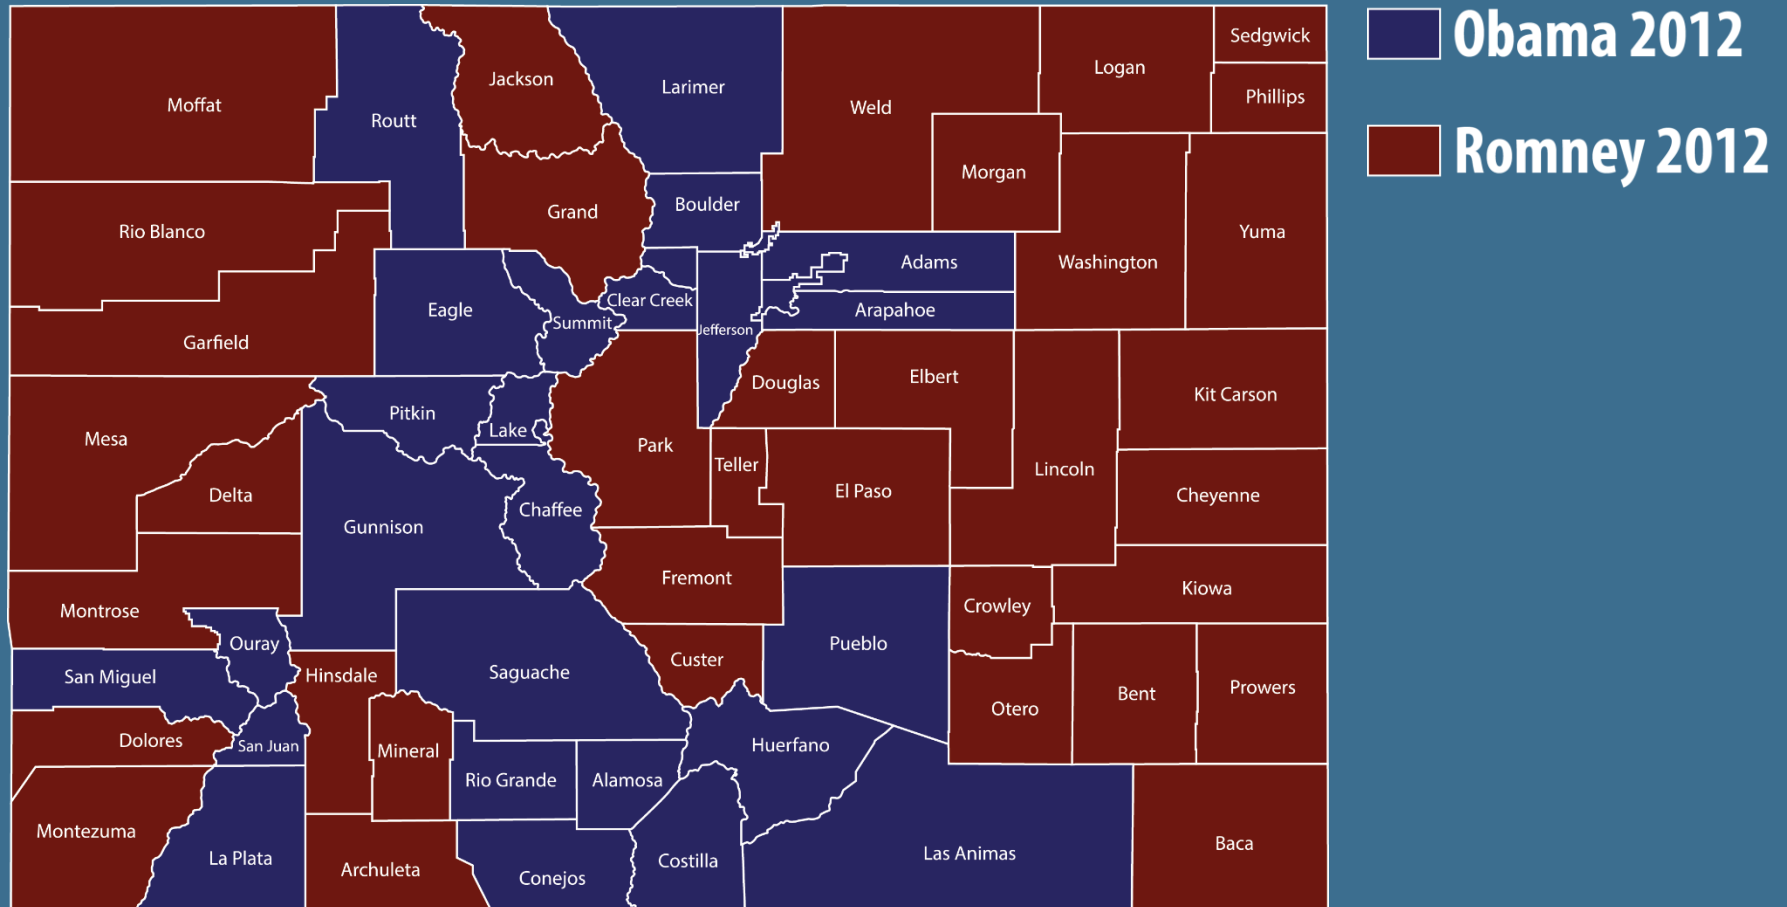 Obama 2012
Romney 2012
Sedgwick
Logan
Phillips
Jackson
Larimer
Moffat
Weld
Routt
Morgan
Boulder
Grand
Rio Blanco
Yuma
Adams
Washington
Clear Creek
Eagle
Arapahoe
Summit
Jefferson
Garfield
Douglas
Elbert
Kit Carson
Pitkin
Lake
Mesa
Park
Teller
Lincoln
Delta
El Paso
Cheyenne
Chaffee
Gunnison
Fremont
Kiowa
Montrose
Crowley
Ouray
Pueblo
Custer
San Miguel
Hinsdale
Saguache
Prowers
Bent
Otero
Dolores
San Juan
Mineral
Huerfano
Rio Grande
Alamosa
Montezuma
Baca
La Plata
Las Animas
Costilla
Archuleta
Conejos